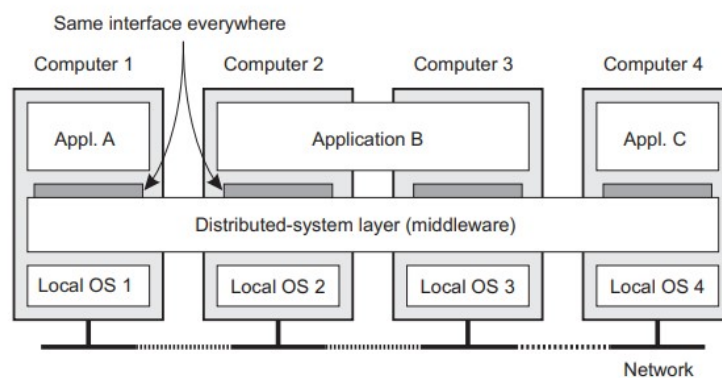 Same interface everywhere
Computer 1
Computer 2
Computer 3
Computer 4
Appl. A
Application B
Appl. C
Distributed-system layer (middleware)
Local OS 1
Local OS 2
Local OS 3
Local OS 4
Network